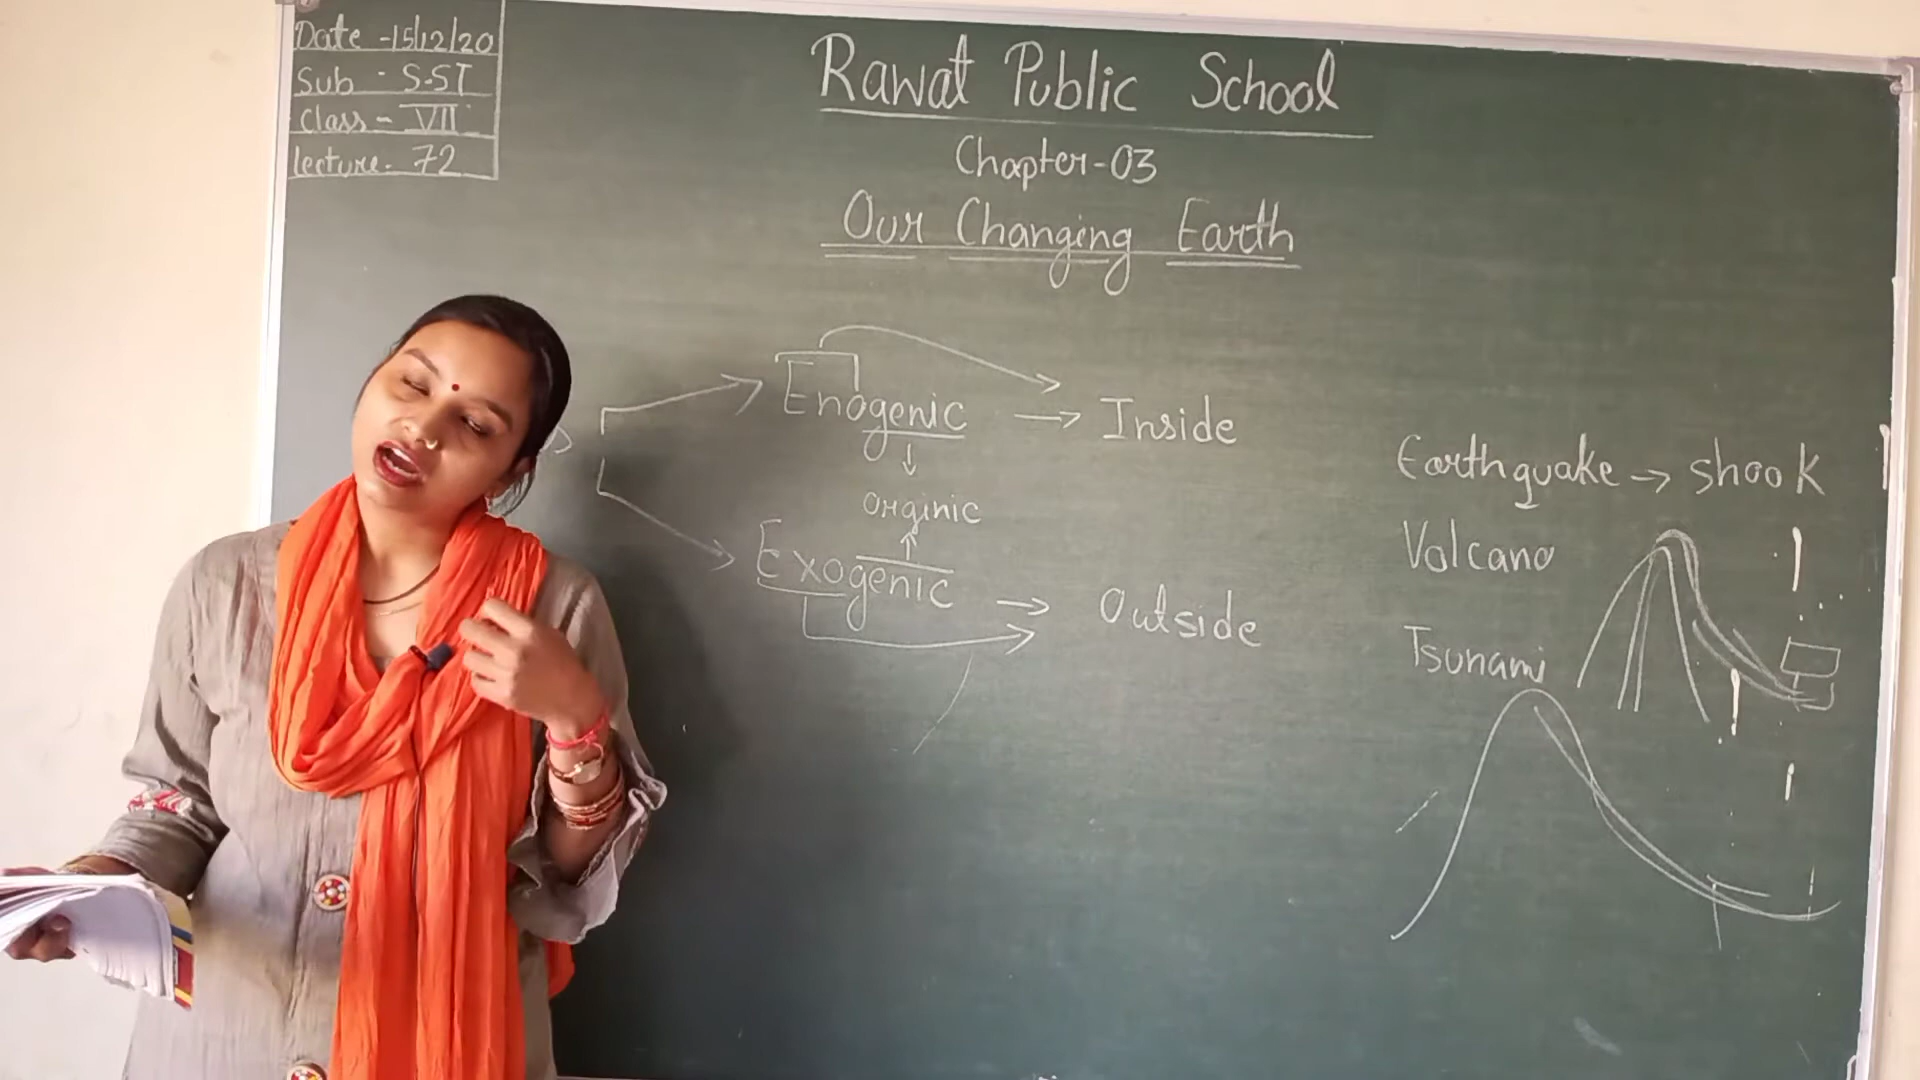 Date -15/12/20
Sub - S.ST
Class - VII
lecture- 72
Rawat Public School
Chapter-03
Our Changing Earth
Enogenic → Inside
↓
Orginic
↑
Exogenic → Outside
Earthquake → shook
Volcano
Tsunami